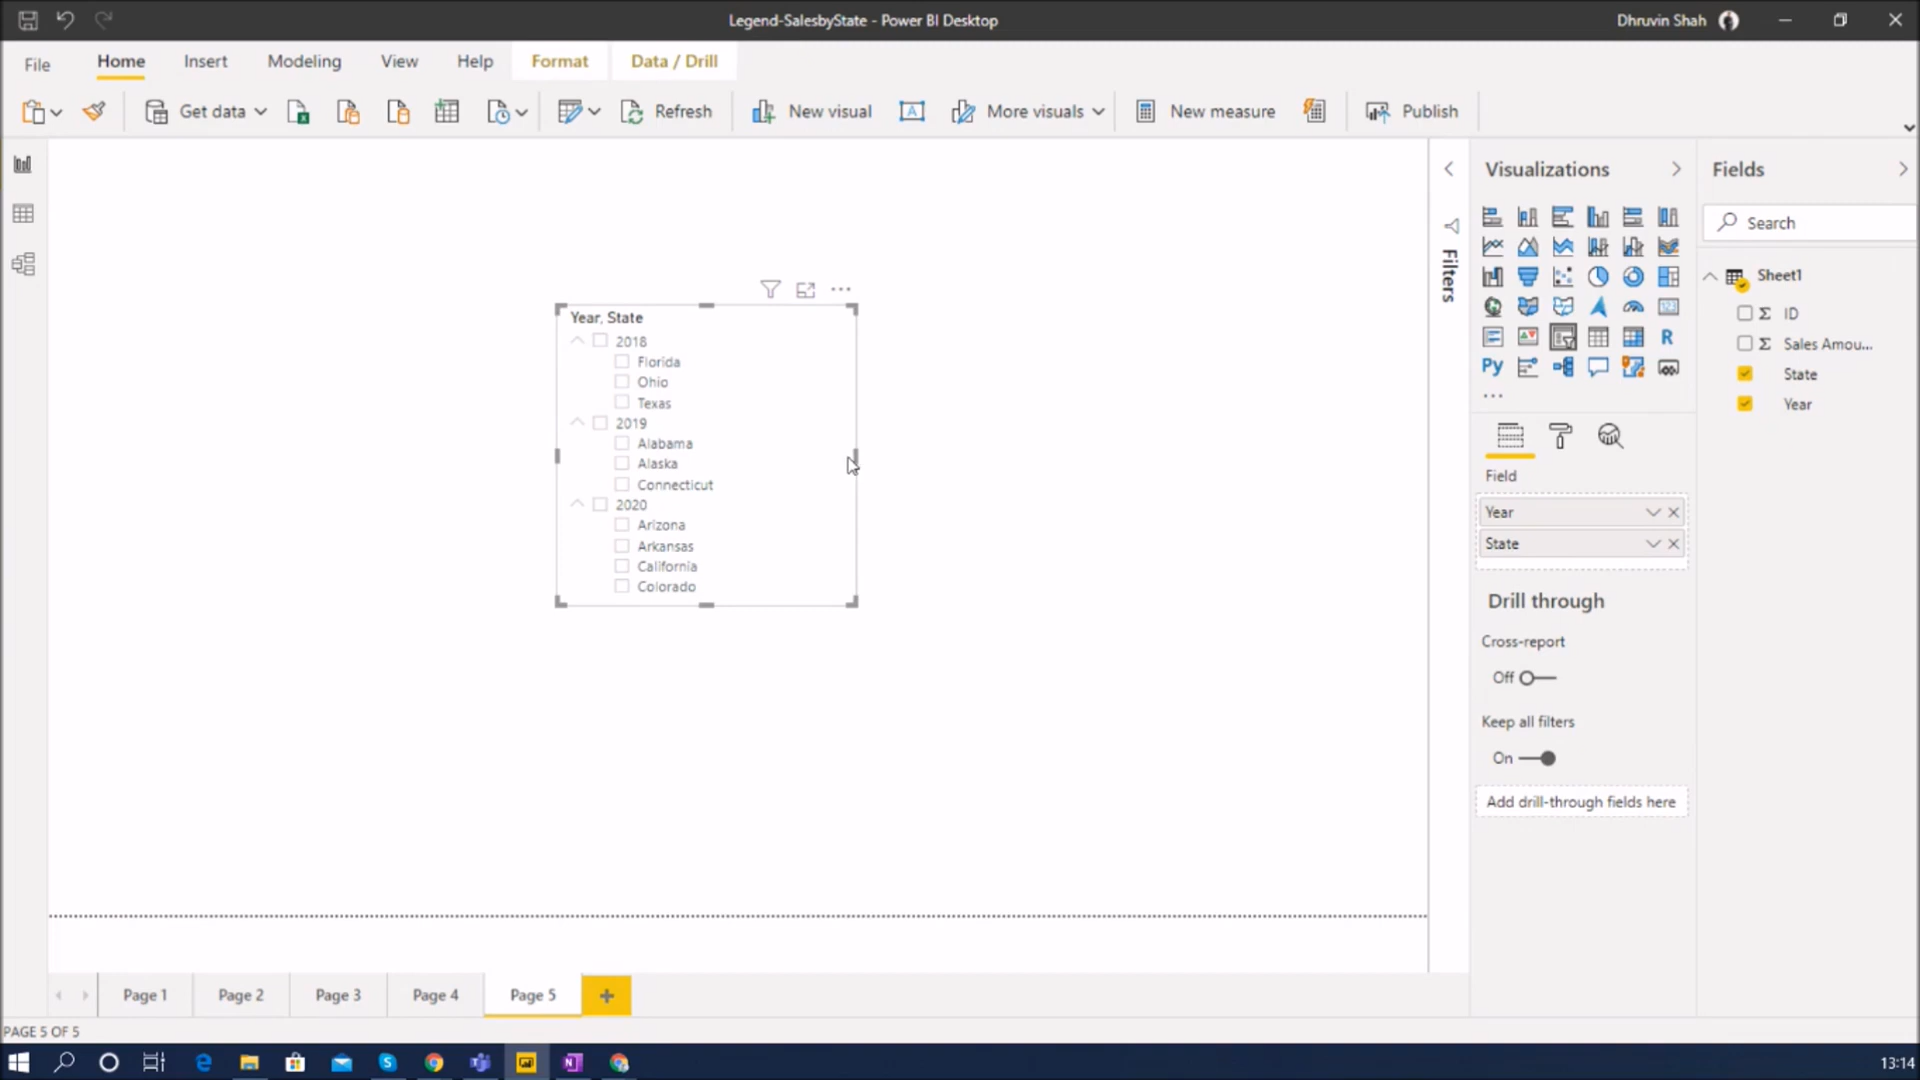 Legend-SalesbyState - Power BI Desktop
Dhruvin Shah
File Home Insert Modeling View Help Format Data / Drill
Get data Refresh New visual More visuals New measure Publish
Visualizations
Fields
Search
Filters
Sheet1
ID
Sales Amou...
State
Year
R
Py
Year, State
2018
Florida
Ohio
Texas
2019
Alabama
Alaska
Connecticut
2020
Arizona
Arkansas
California
Colorado
Field
Year
State
Drill through
Cross-report
Off
Keep all filters
On
Add drill-through fields here
Page 1 Page 2 Page 3 Page 4 Page 5
PAGE 5 OF 5
13:14